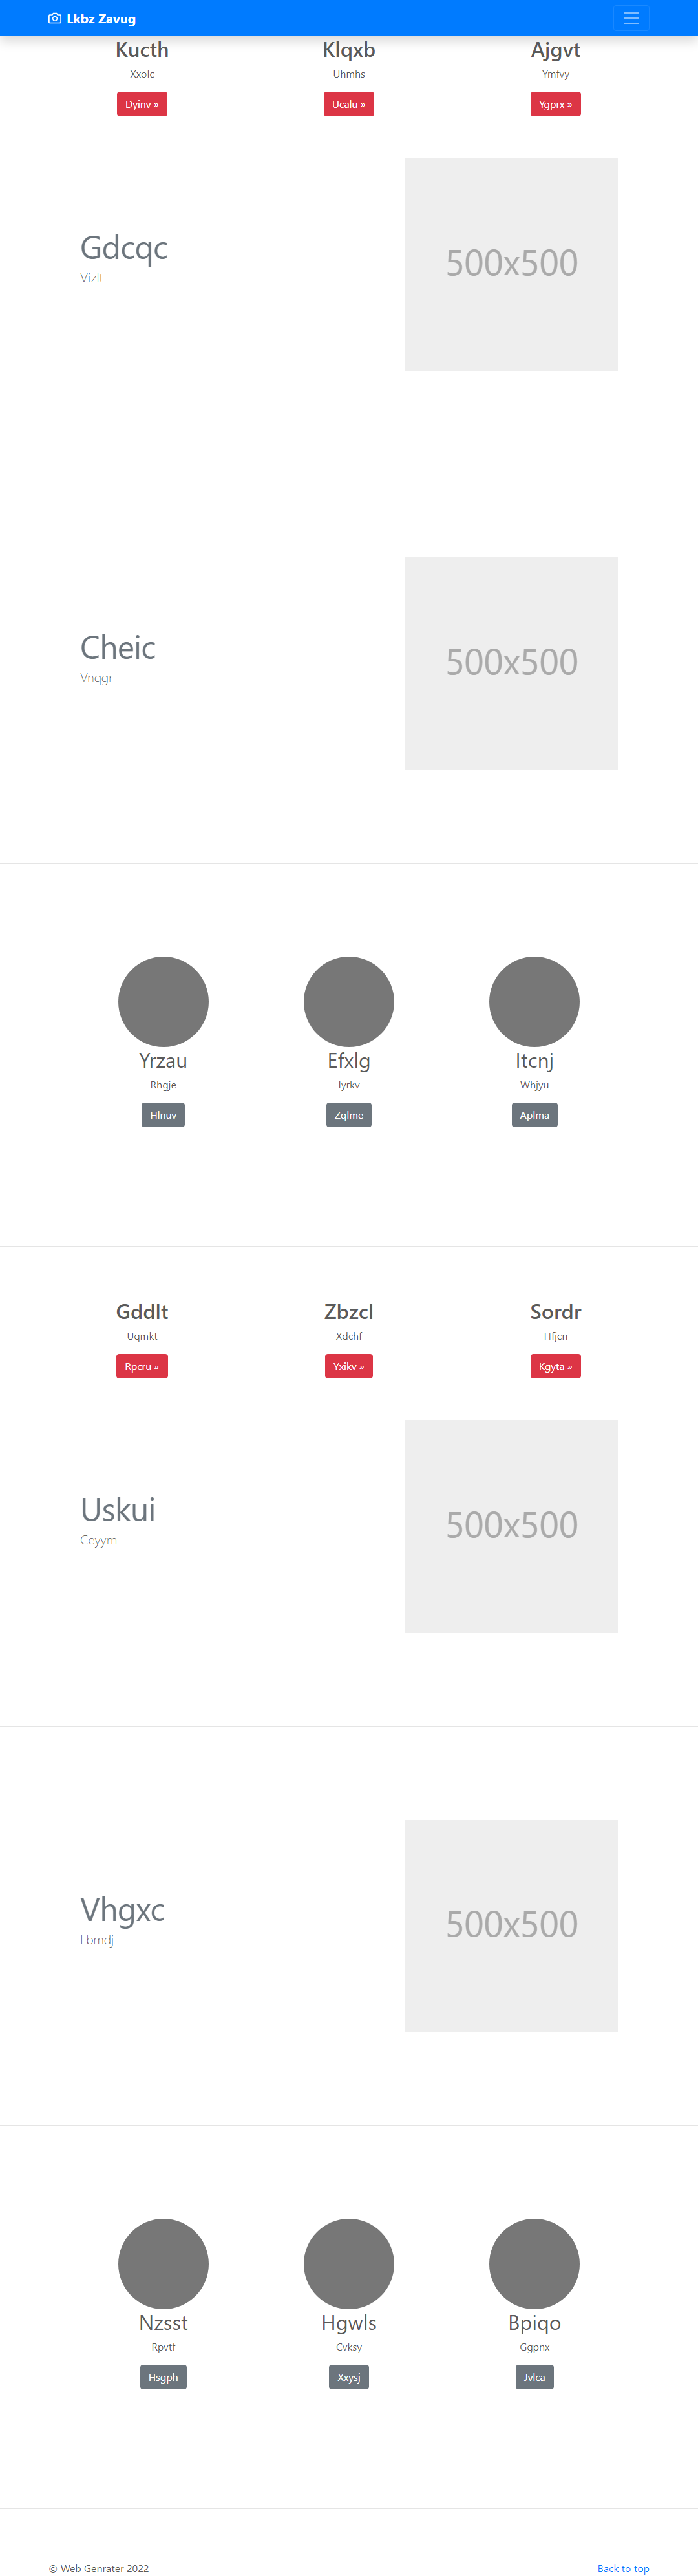 Lkbz Zavug
Kucth Klqxb Ajgvt
Xxolc Uhmhs Ymfvy
Dyinv » Ucalu » Ygprx »
Gdcqc
Vizlt
500x500
Cheic
Vnqgr
500x500
Yrzau Efxlg Itcnj
Rhgje Iyrkv Whjyu
Hlnuv Zqlme Aplma
Gddlt Zbzcl Sordr
Uqmkt Xdchf Hfjcn
Rpcru » Yxikv » Kgyta »
Uskui
Ceyym
500x500
Vhgxc
Lbmdj
500x500
Nzsst Hgwls Bpiqo
Rpvtf Cvksy Ggpnx
Hsgph Xxysj Jvlca
© Web Genrater 2022 Back to top